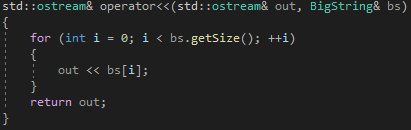 std::ostream& operator<<(std::ostream& out, BigString& bs)
{
    for (int i = 0; i < bs.getSize(); ++i)
    {
        out << bs[i];
    }
    return out;
}